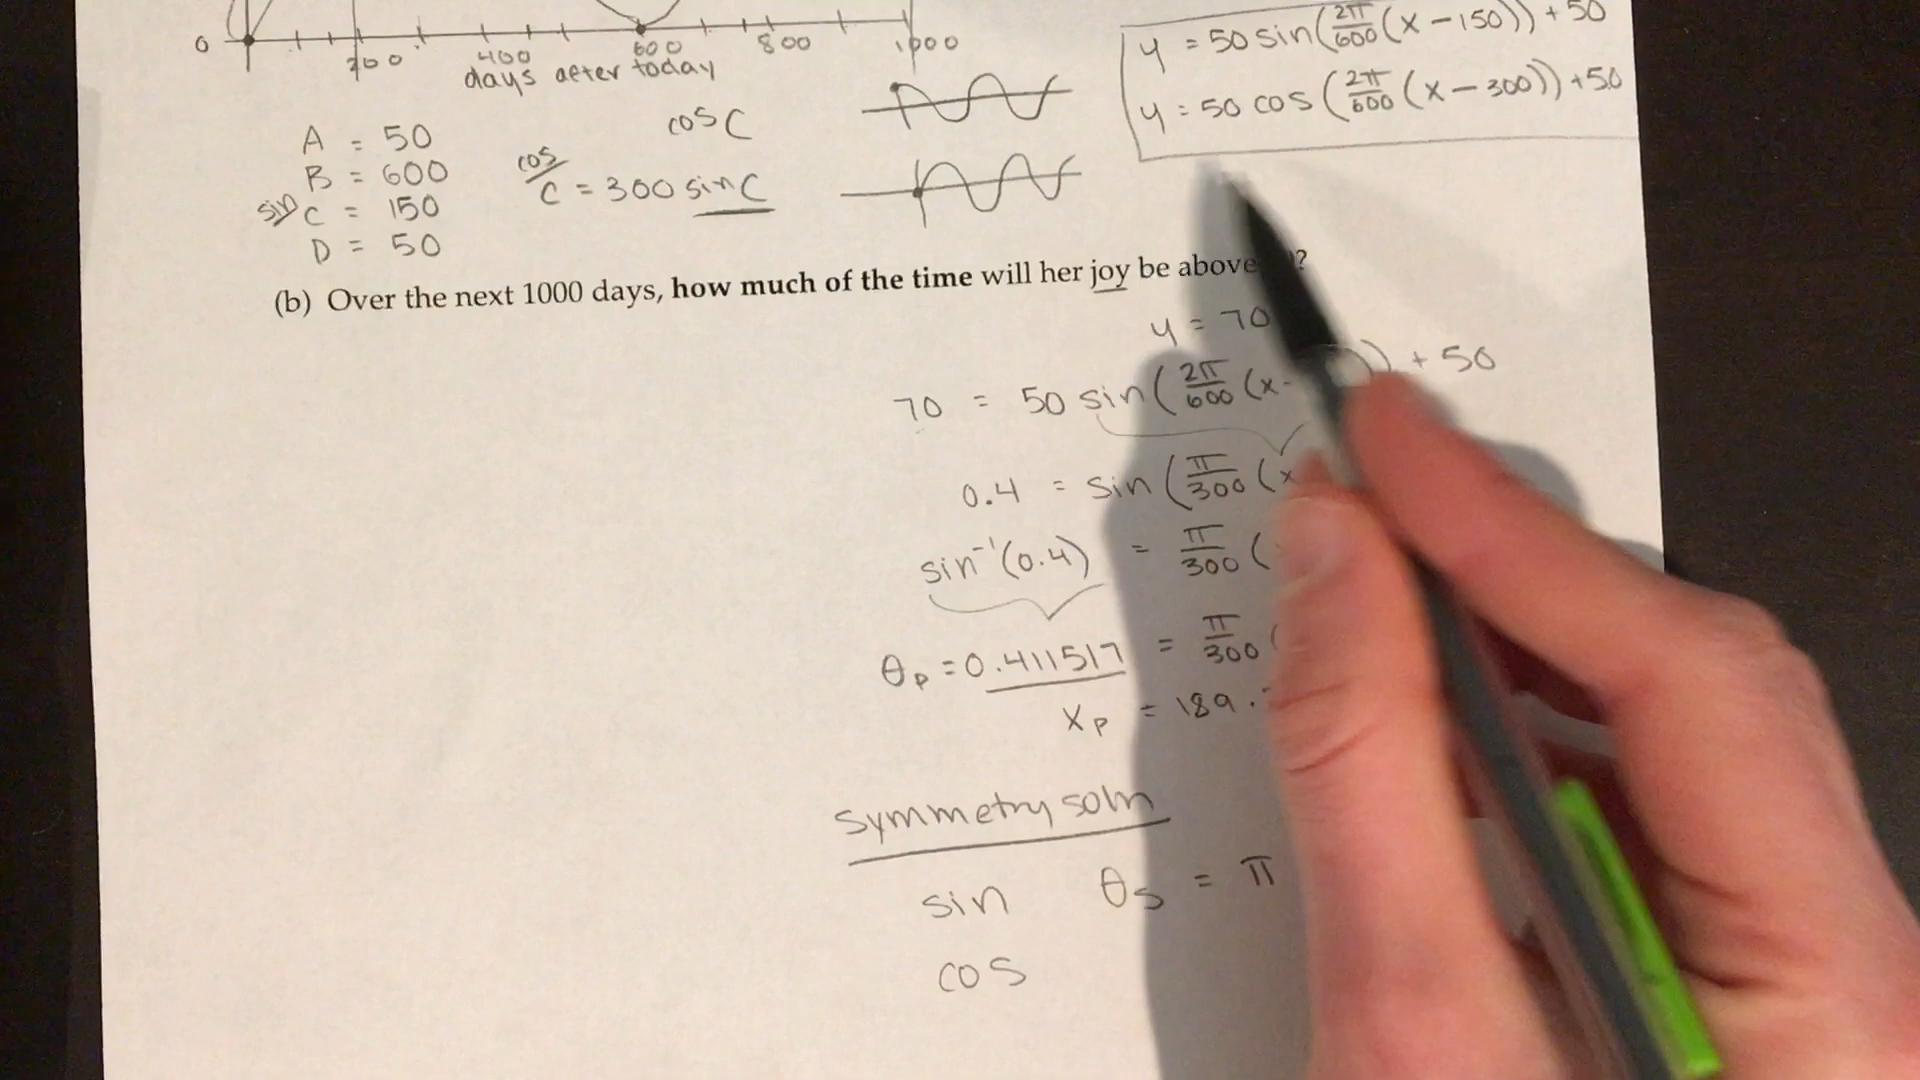 y = 50 sin(2π/600 (x − 150)) + 50
0 200 400 600 800 1000
days after today
y = 50 cos(2π/600 (x − 300)) + 50
cos C
A = 50
B = 600
cos/C = 300 sin C
sin/C = 150
D = 50
(b) Over the next 1000 days, how much of the time will her joy be above ?
y = 70
70 = 50 sin(2π/600 (x- )) + 50
0.4 = sin(π/300 (x
sin⁻¹(0.4) = π/300 (
θp = 0.411517 = π/300 (
xp = 189.
symmetry soln
sin θs = π
cos